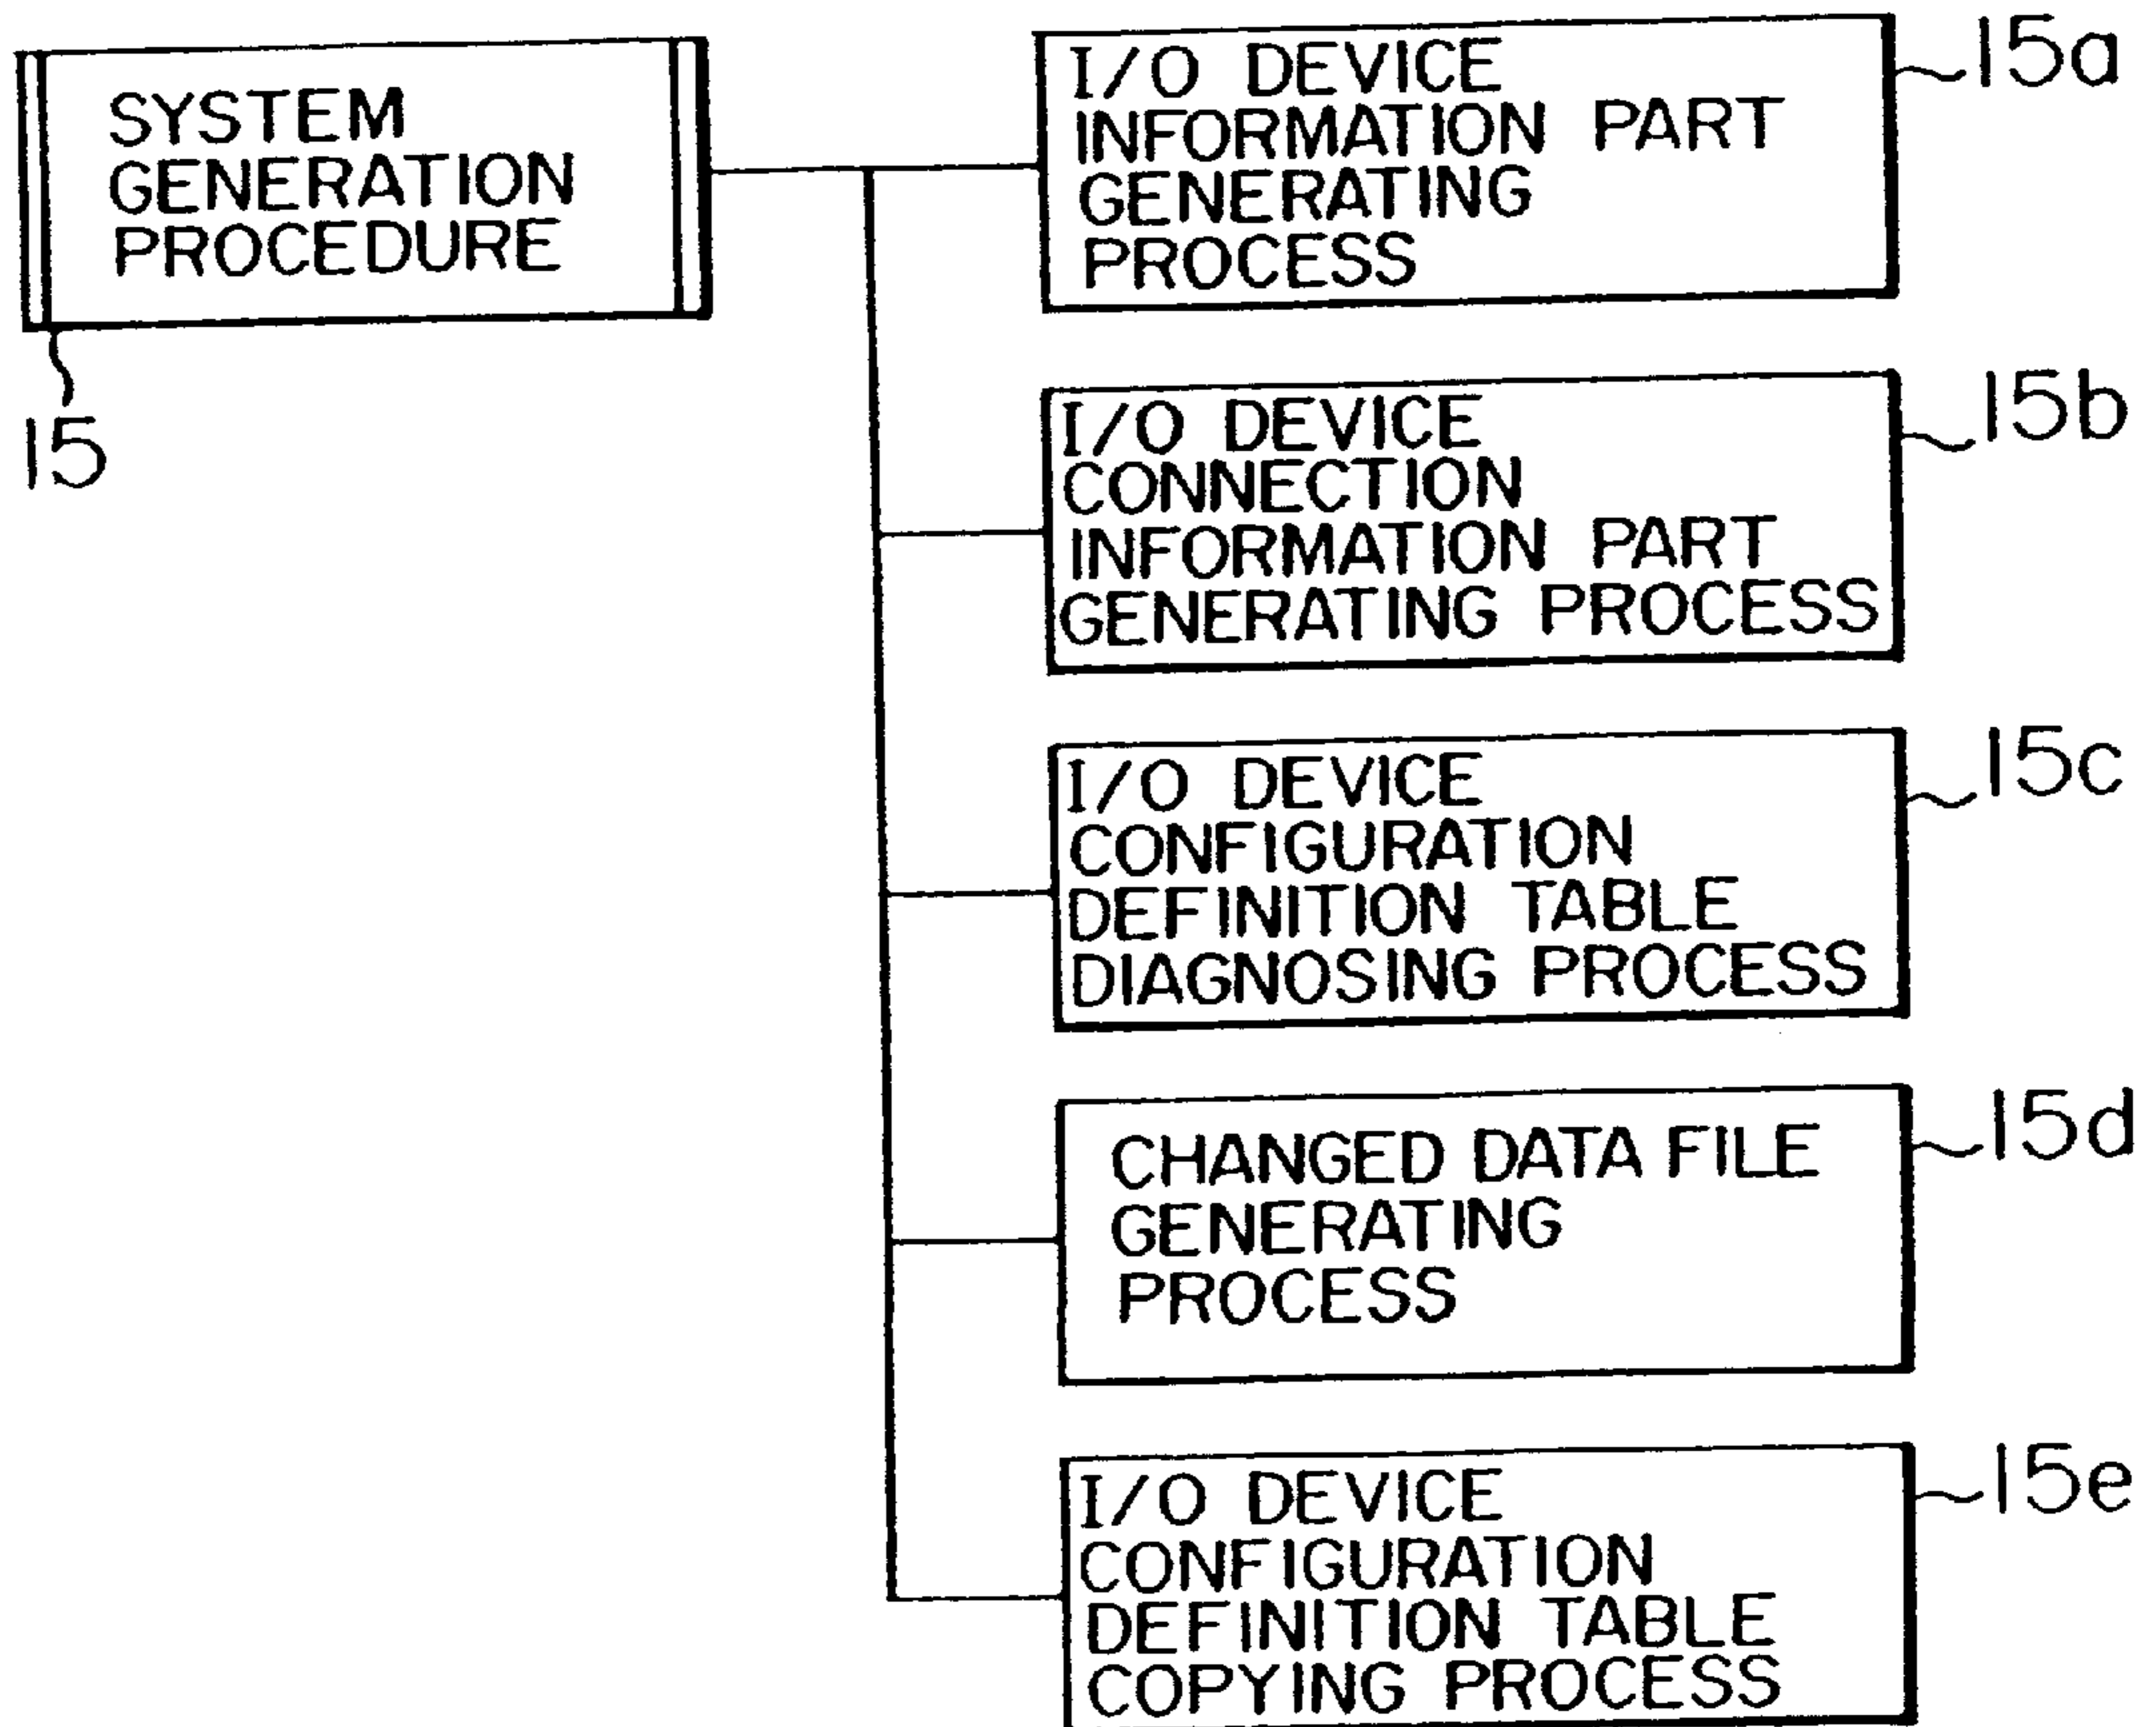 SYSTEM
GENERATION
PROCEDURE
15
I/O DEVICE
INFORMATION PART
GENERATING
PROCESS
15a
I/O DEVICE
CONNECTION
INFORMATION PART
GENERATING PROCESS
15b
I/O DEVICE
CONFIGURATION
DEFINITION TABLE
DIAGNOSING PROCESS
15c
CHANGED DATA FILE
GENERATING
PROCESS
15d
I/O DEVICE
CONFIGURATION
DEFINITION TABLE
COPYING PROCESS
15e